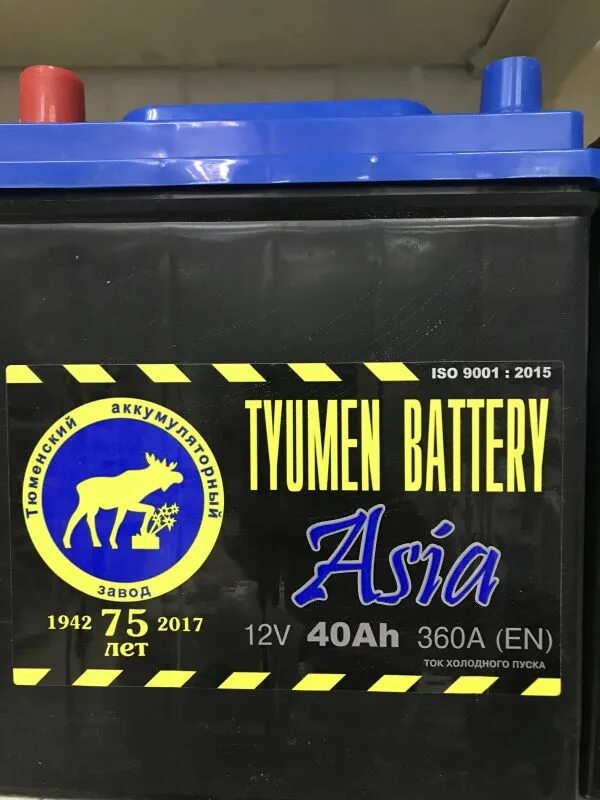 ISO 9001 : 2015
Тюменский аккумуляторный
завод
TYUMEN BATTERY
Asia
1942 75 2017
лет
12V 40Ah 360A (EN)
ТОК ХОЛОДНОГО ПУСКА